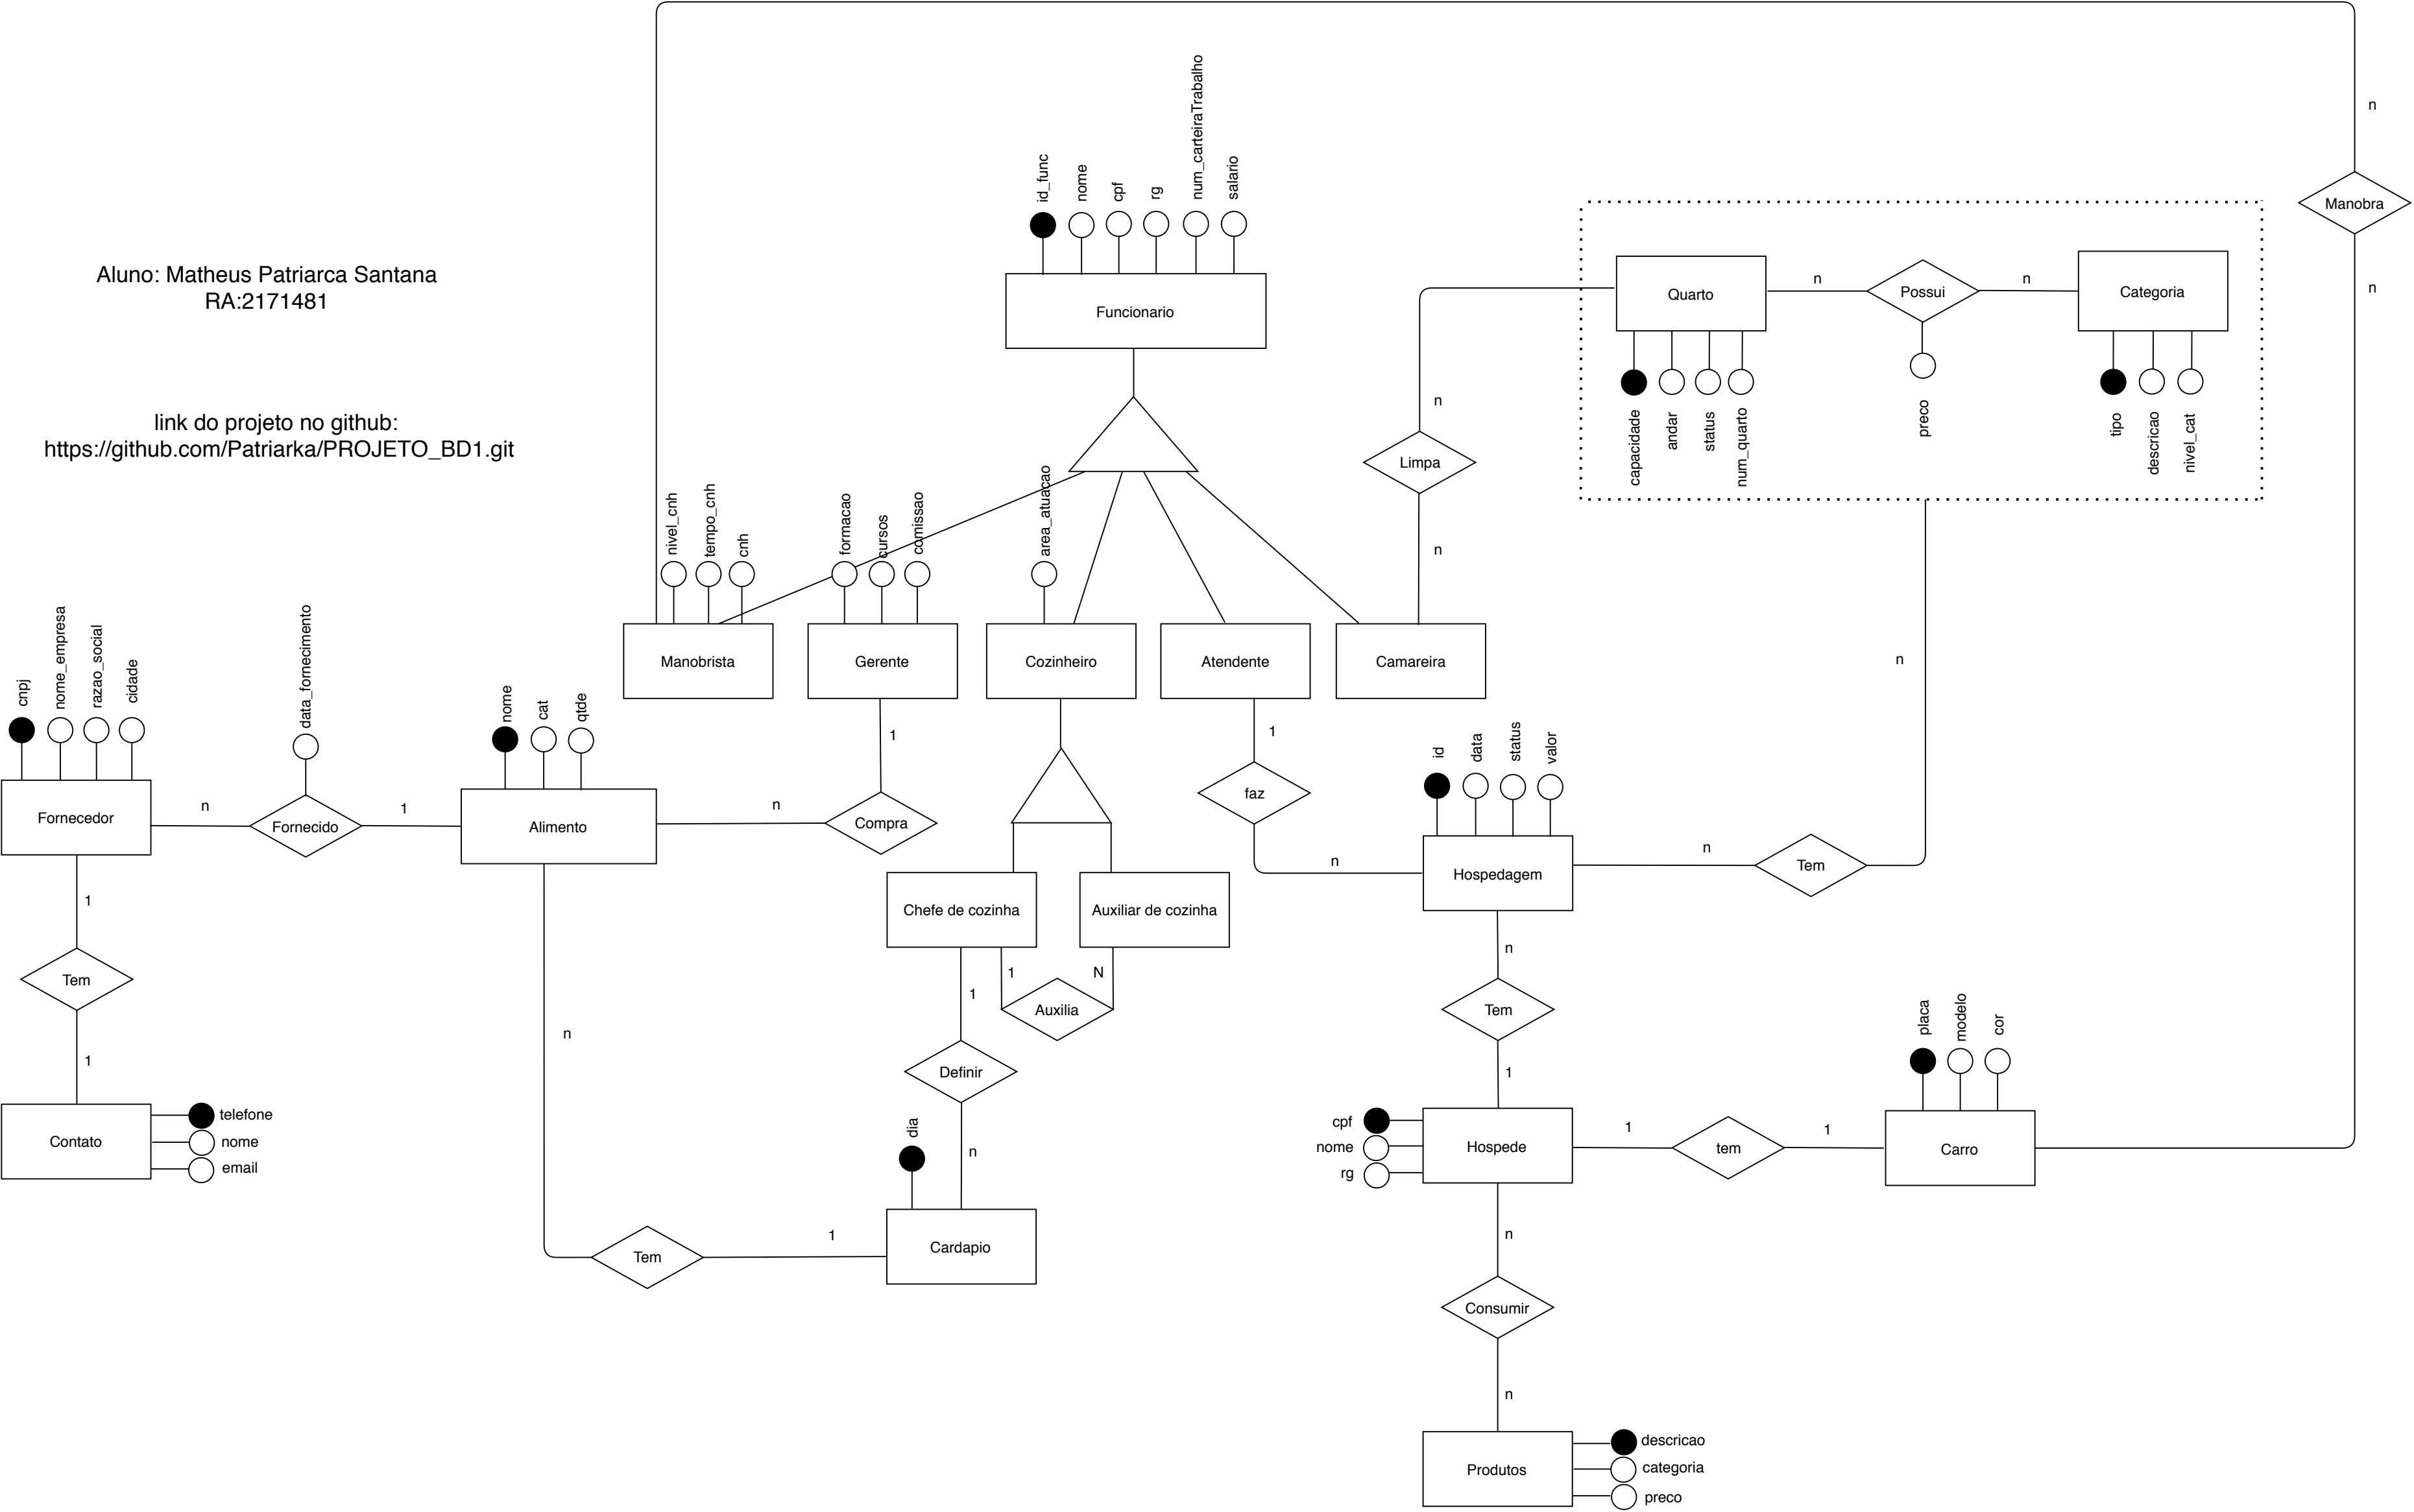 n
id_func
nome
cpf
rg
num_carteiraTrabalho
salario
Manobra
Aluno: Matheus Patriarca Santana
RA:2171481
Funcionario
Quarto
n
Possui
n
Categoria
n
capacidade
andar
status
num_quarto
preco
tipo
descricao
nivel_cat
link do projeto no github:
https://github.com/Patriarka/PROJETO_BD1.git
n
Limpa
n
nivel_cnh
tempo_cnh
cnh
formacao
cursos
comissao
area_atuacao
Manobrista
Gerente
Cozinheiro
Atendente
Camareira
n
cnpj
nome_empresa
razao_social
cidade
data_fornecimento
nome
cat
qtde
1
1
id
data
status
valor
Fornecedor
n
Fornecido
1
Alimento
n
Compra
faz
n
Hospedagem
n
Tem
1
Chefe de cozinha
Auxiliar de cozinha
n
Tem
1
1
N
Auxilia
Tem
n
1
Definir
1
placa
modelo
cor
1
telefone
Contato
nome
email
dia
n
cpf
nome
rg
Hospede
1
tem
1
Carro
n
Tem
1
Cardapio
n
Consumir
n
Produtos
descricao
categoria
preco